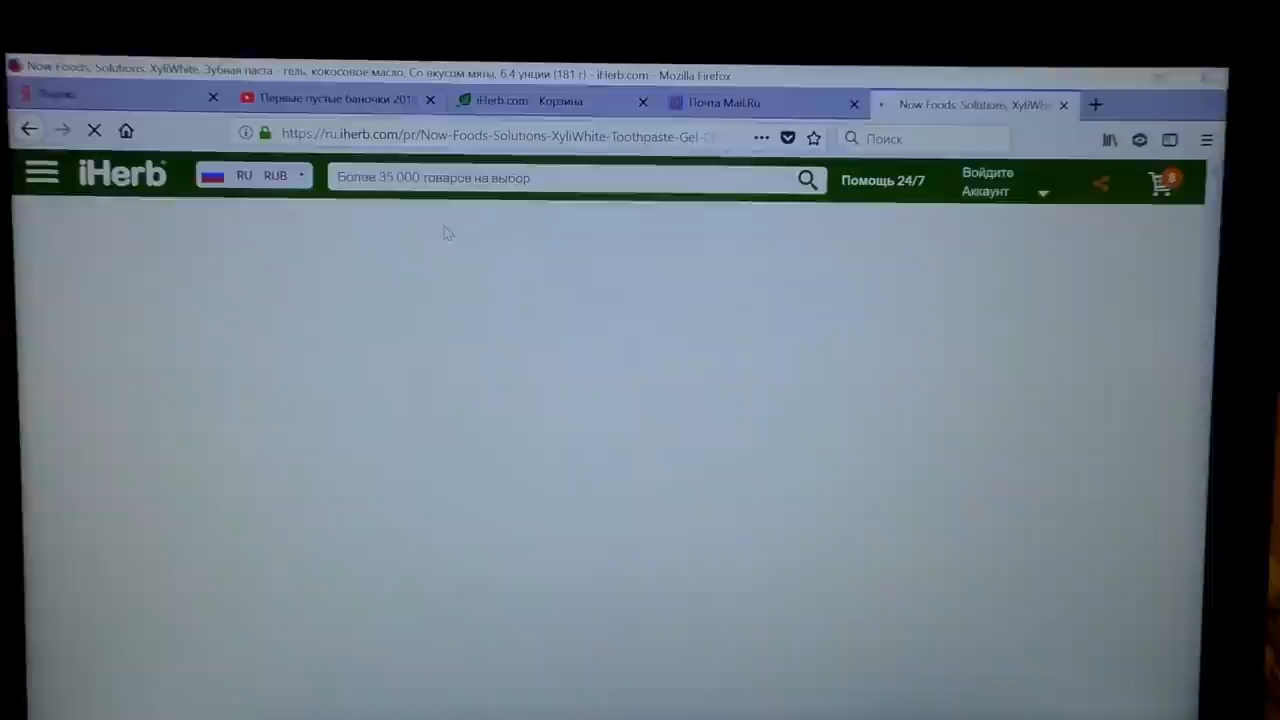 Now Foods, Solutions, XyliWhite, Зубная паста - гель, кокосовое масло, Со вкусом мяты, 6,4 унции (181 г) - iHerb.com - Mozilla Firefox
Яндекс
Первые пустые баночки 201
iHerb.com - Корзина
Почта Mail.Ru
Now Foods, Solutions, XyliWhi
https://ru.iherb.com/pr/Now-Foods-Solutions-XyliWhite-Toothpaste-Gel-C
Поиск
iHerb
RU RUB
Более 35 000 товаров на выбор
Помощь 24/7
Войдите
Аккаунт
8